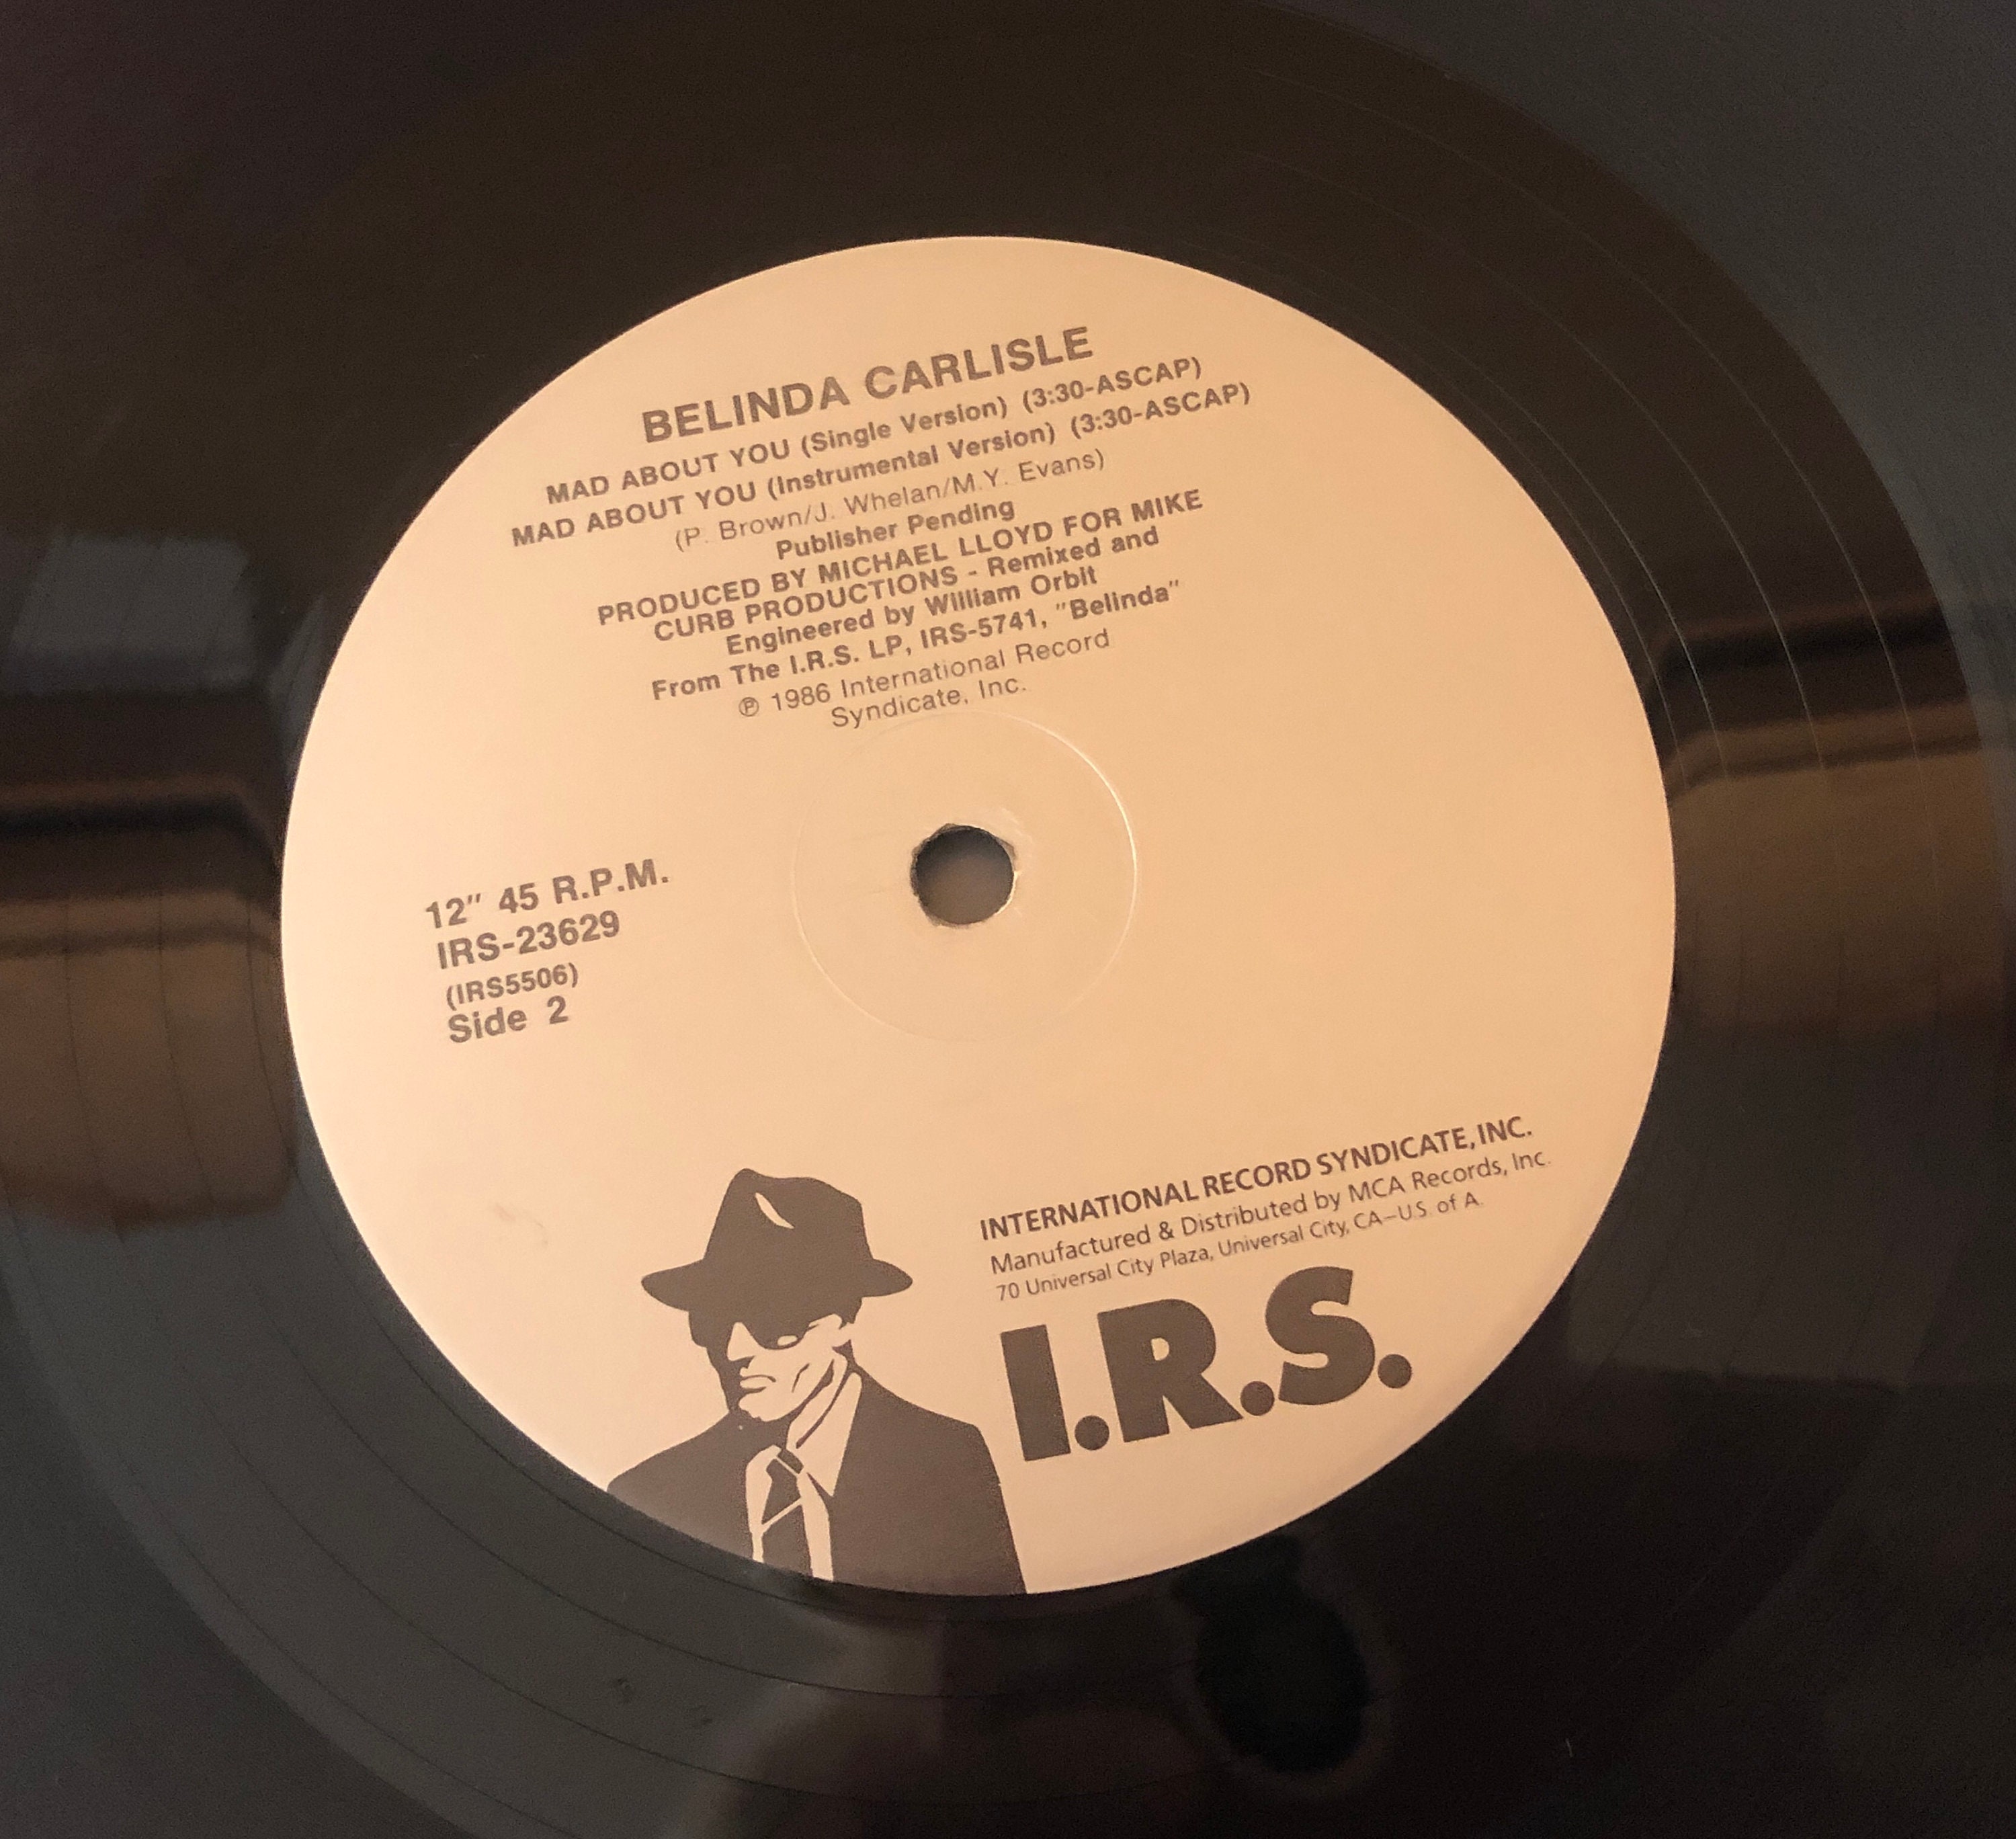 BELINDA CARLISLE
MAD ABOUT YOU (Single Version) (3:30-ASCAP)
MAD ABOUT YOU (Instrumental Version) (3:30-ASCAP)
(P. Brown/J. Whelan/M.Y. Evans)
Publisher Pending
PRODUCED BY MICHAEL LLOYD FOR MIKE
CURB PRODUCTIONS - Remixed and
Engineered by William Orbit
From The I.R.S. LP, IRS-5741, "Belinda"
℗ 1986 International Record
Syndicate, Inc.
12" 45 R.P.M.
IRS-23629
(IRS5506)
Side 2
INTERNATIONAL RECORD SYNDICATE, INC.
Manufactured & Distributed by MCA Records, Inc.
70 Universal City Plaza, Universal City, CA–U.S. of A.
I.R.S.